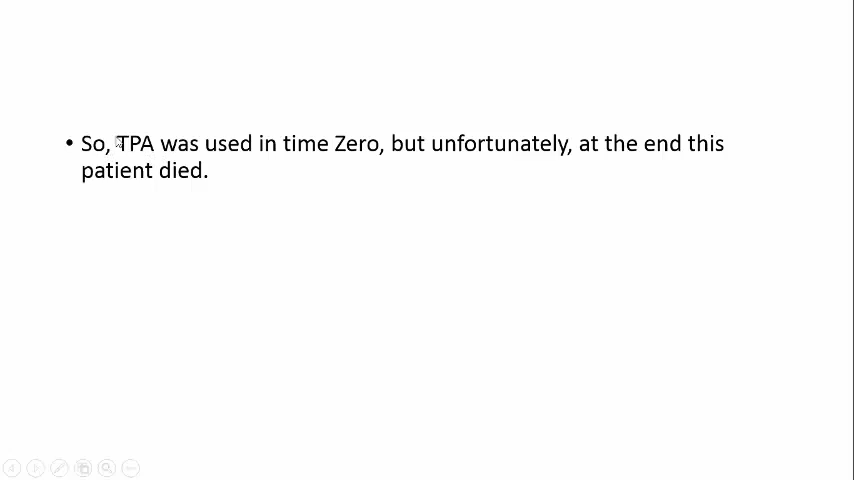 • So, TPA was used in time Zero, but unfortunately, at the end this
patient died.